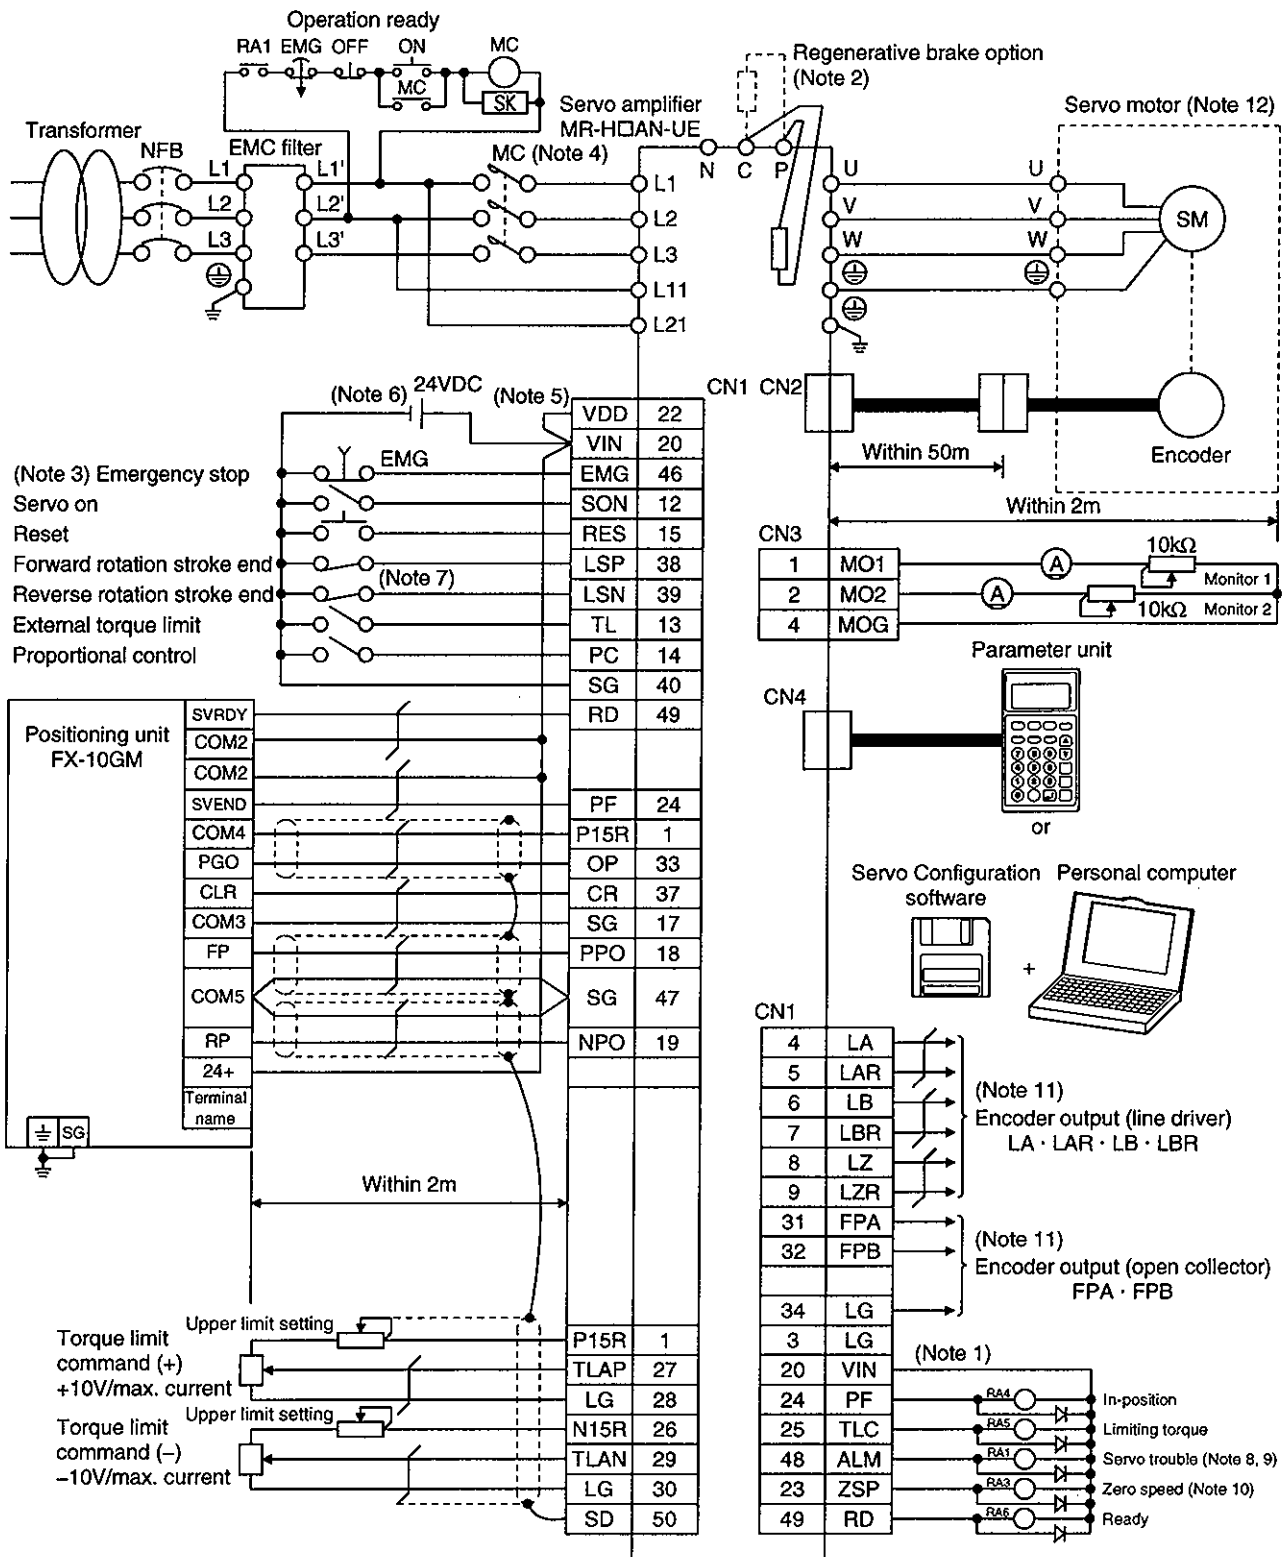 Operation ready
RA1 EMG OFF ON MC
MC
SK
Regenerative brake option
(Note 2)
Servo amplifier
MR-H□AN-UE
Servo motor (Note 12)
Transformer
NFB
EMC filter
MC (Note 4)
N C P
L1 L1' L1 U U
L2 L2' L2 V V
SM
L3 L3' L3 W W
L11
L21
(Note 6) 24VDC (Note 5)
CN1 CN2
VDD 22
VIN 20
(Note 3) Emergency stop EMG EMG 46
Servo on SON 12
Reset RES 15
Forward rotation stroke end LSP 38
(Note 7)
Reverse rotation stroke end LSN 39
External torque limit TL 13
Proportional control PC 14
SG 40
Within 50m
Encoder
Within 2m
CN3
10kΩ
1 MO1 A Monitor 1
2 MO2 A 10kΩ Monitor 2
4 MOG
Parameter unit
CN4
or
Positioning unit
FX-10GM
SVRDY RD 49
COM2
COM2
SVEND PF 24
COM4 P15R 1
PGO OP 33
CLR CR 37
COM3 SG 17
FP PPO 18
COM5 SG 47
RP NPO 19
24+
Terminal
name
SG
Within 2m
Servo Configuration
software
+
Personal computer
CN1
4 LA
5 LAR
6 LB
7 LBR
8 LZ
9 LZR
(Note 11)
Encoder output (line driver)
LA · LAR · LB · LBR
31 FPA
32 FPB
34 LG
(Note 11)
Encoder output (open collector)
FPA · FPB
3 LG
20 VIN (Note 1)
24 PF RA4 In-position
25 TLC RA5 Limiting torque
48 ALM RA1 Servo trouble (Note 8, 9)
23 ZSP RA3 Zero speed (Note 10)
49 RD RA6 Ready
Upper limit setting
Torque limit
command (+)
+10V/max. current
P15R 1
TLAP 27
LG 28
Upper limit setting
Torque limit
command (–)
–10V/max. current
N15R 26
TLAN 29
LG 30
SD 50